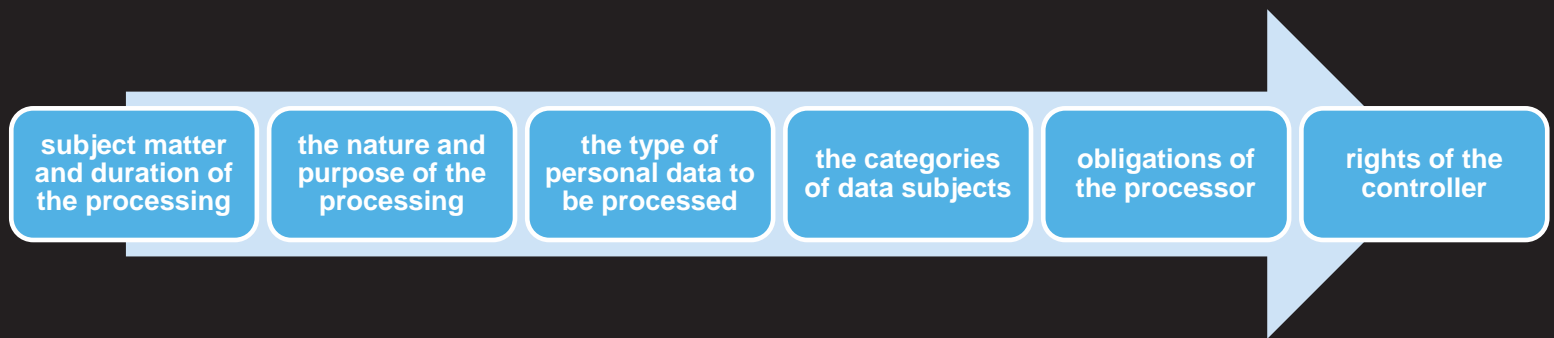 subject matter
and duration of
the processing
the nature and
purpose of the
processing
the type of
personal data to
be processed
the categories
of data subjects
obligations of
the processor
rights of the
controller